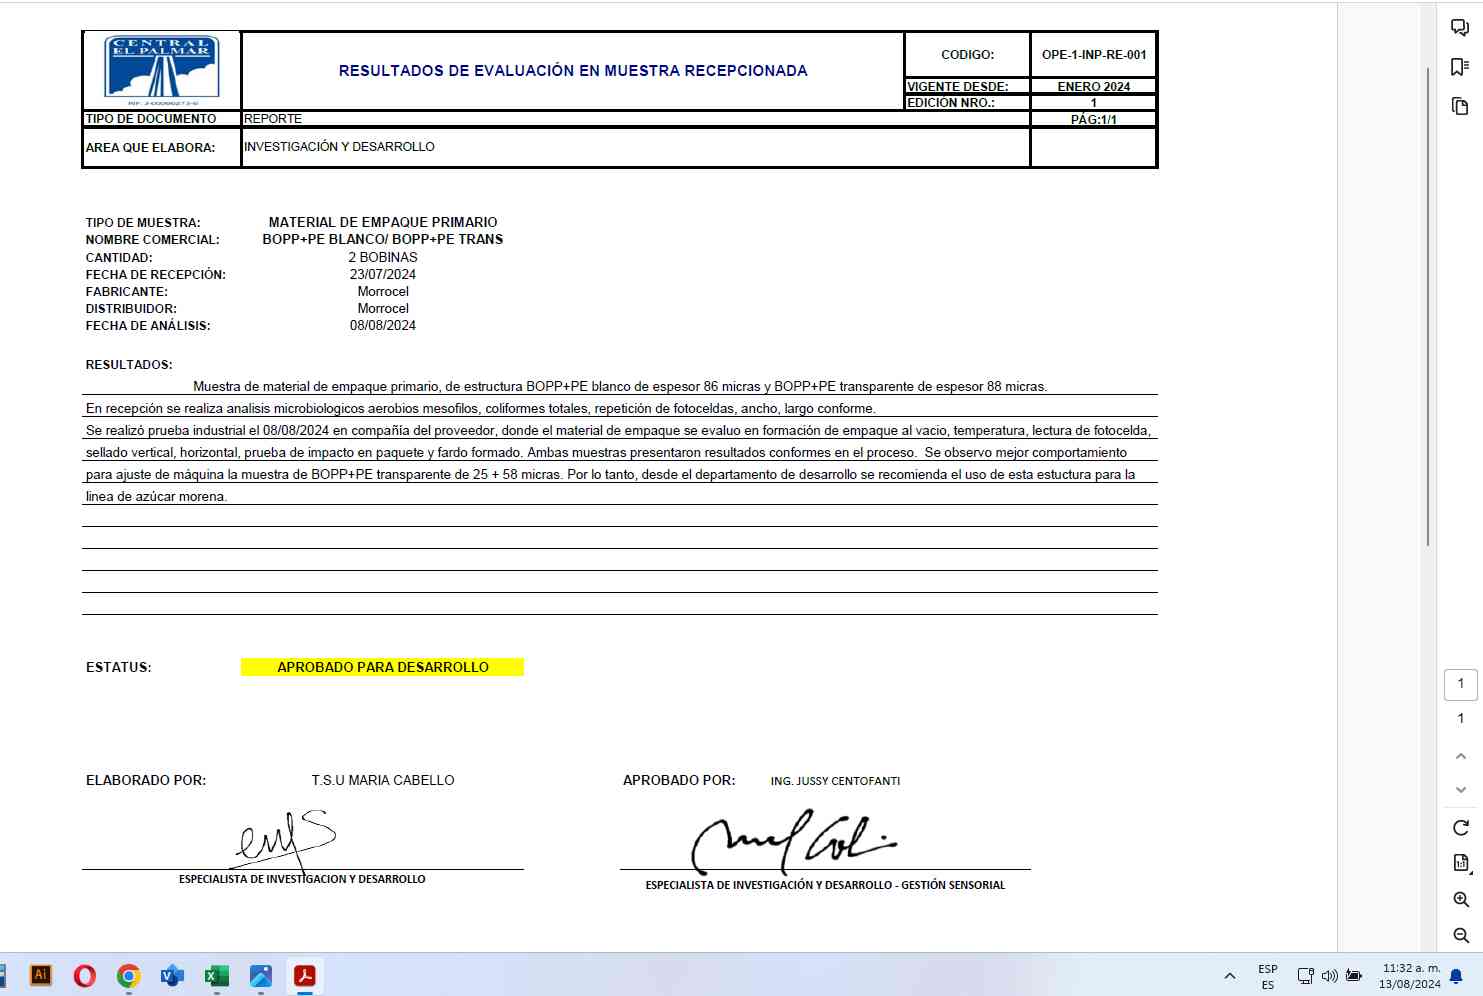 CENTRAL
EL PALMAR
RESULTADOS DE EVALUACIÓN EN MUESTRA RECEPCIONADA
CODIGO: OPE-1-INP-RE-001
VIGENTE DESDE: ENERO 2024
EDICIÓN NRO.: 1
TIPO DE DOCUMENTO REPORTE PÁG:1/1
AREA QUE ELABORA: INVESTIGACIÓN Y DESARROLLO
TIPO DE MUESTRA: MATERIAL DE EMPAQUE PRIMARIO
NOMBRE COMERCIAL: BOPP+PE BLANCO/ BOPP+PE TRANS
CANTIDAD: 2 BOBINAS
FECHA DE RECEPCIÓN: 23/07/2024
FABRICANTE: Morrocel
DISTRIBUIDOR: Morrocel
FECHA DE ANÁLISIS: 08/08/2024
RESULTADOS:
Muestra de material de empaque primario, de estructura BOPP+PE blanco de espesor 86 micras y BOPP+PE transparente de espesor 88 micras.
En recepción se realiza analisis microbiologicos aerobios mesofilos, coliformes totales, repetición de fotoceldas, ancho, largo conforme.
Se realizó prueba industrial el 08/08/2024 en compañía del proveedor, donde el material de empaque se evaluo en formación de empaque al vacio, temperatura, lectura de fotocelda,
sellado vertical, horizontal, prueba de impacto en paquete y fardo formado. Ambas muestras presentaron resultados conformes en el proceso. Se observo mejor comportamiento
para ajuste de máquina la muestra de BOPP+PE transparente de 25 + 58 micras. Por lo tanto, desde el departamento de desarrollo se recomienda el uso de esta estuctura para la
linea de azúcar morena.
ESTATUS: APROBADO PARA DESARROLLO
ELABORADO POR: T.S.U MARIA CABELLO APROBADO POR: ING. JUSSY CENTOFANTI
ESPECIALISTA DE INVESTIGACION Y DESARROLLO
ESPECIALISTA DE INVESTIGACIÓN Y DESARROLLO - GESTIÓN SENSORIAL
1
1
Ai
ESP
ES
11:32 a. m.
13/08/2024